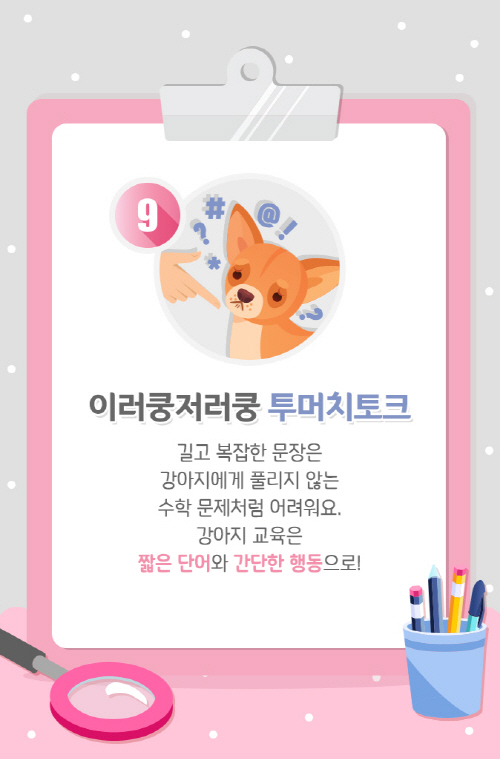 9
# @ ! ? * ?
이러쿵저러쿵 투머치토크
길고 복잡한 문장은
강아지에게 풀리지 않는
수학 문제처럼 어려워요.
강아지 교육은
짧은 단어와 간단한 행동으로!